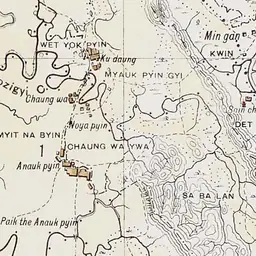 WET YOK PYIN
Ku daung
Min gag
KWIN
MYAUK PYIN GYI
Chaung wa
Noya pyin
DET
MYIT NA BYIN
CHAUNG WA YWA
1
Anauk pyin
SA BA LAN
Paik the Anauk pyin